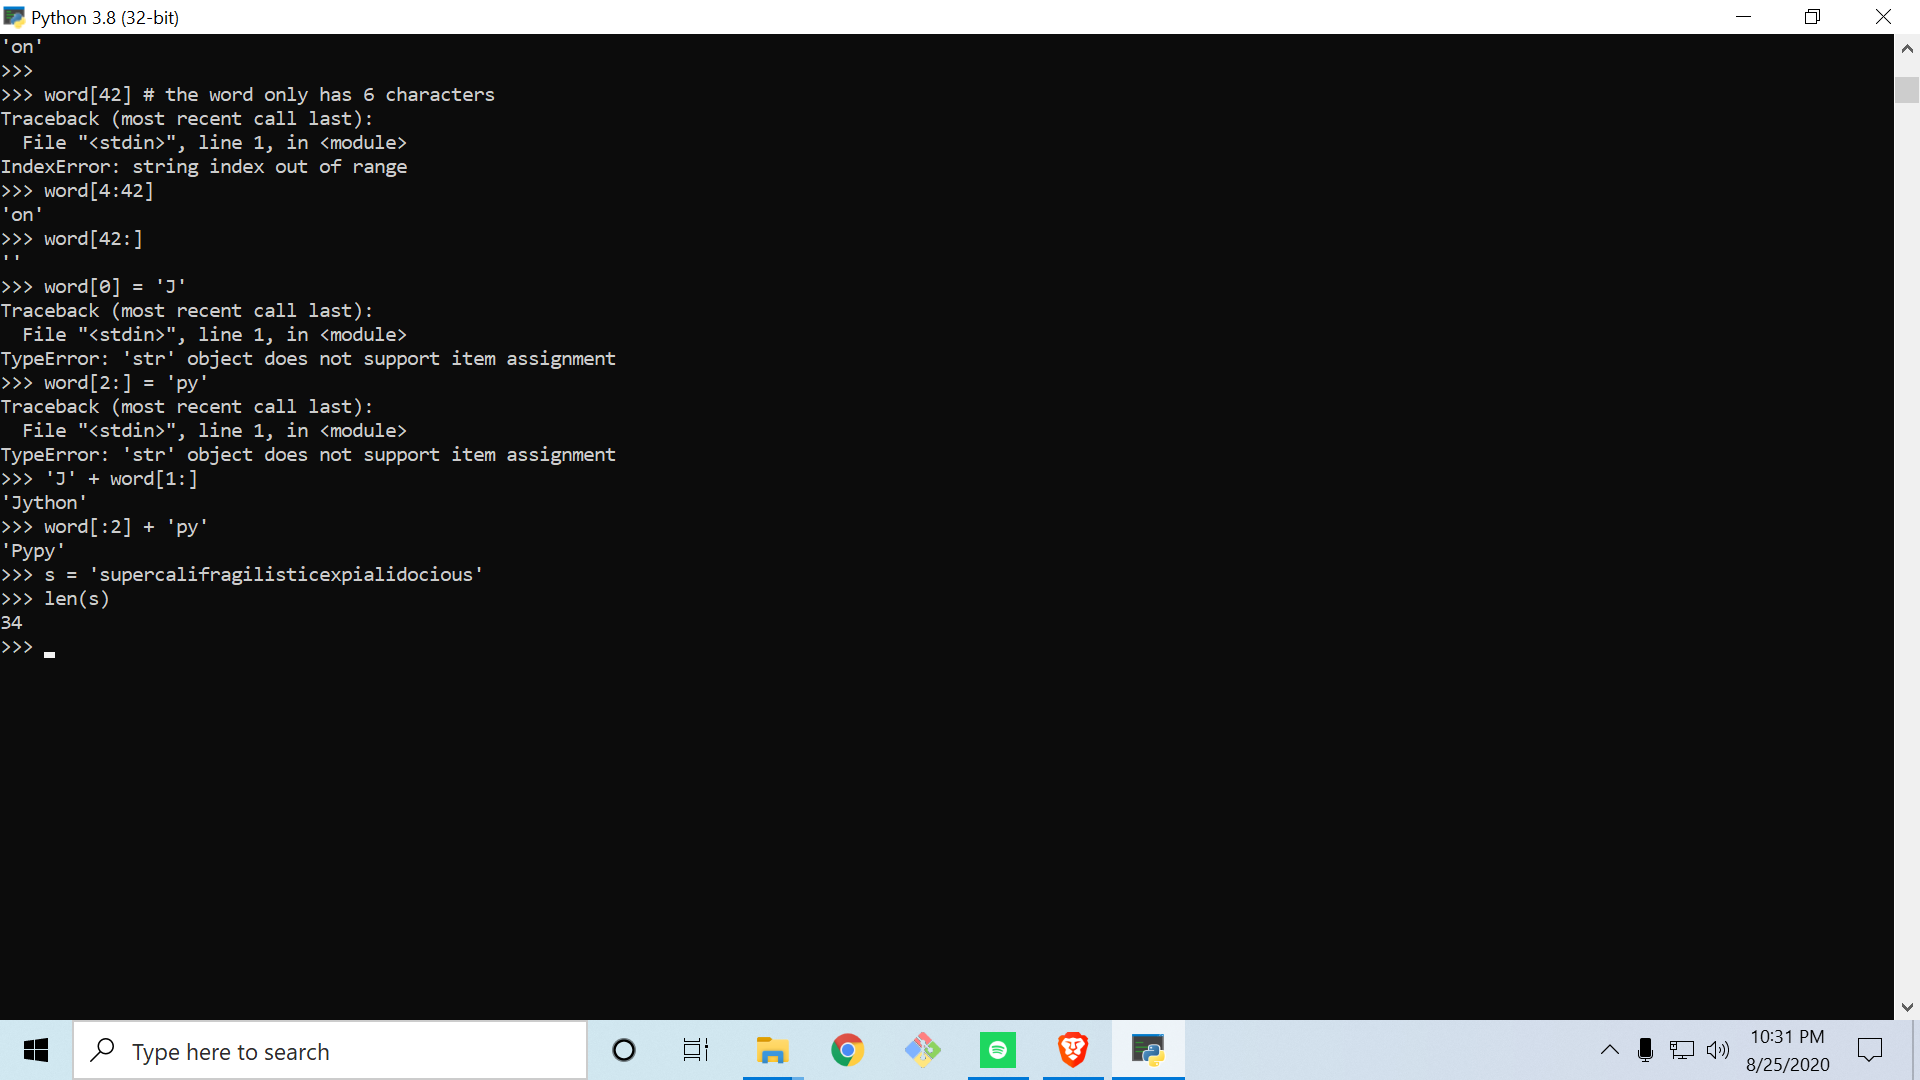 Python 3.8 (32-bit)
'on'
>>>
>>> word[42] # the word only has 6 characters
Traceback (most recent call last):
  File "<stdin>", line 1, in <module>
IndexError: string index out of range
>>> word[4:42]
'on'
>>> word[42:]
''
>>> word[0] = 'J'
Traceback (most recent call last):
  File "<stdin>", line 1, in <module>
TypeError: 'str' object does not support item assignment
>>> word[2:] = 'py'
Traceback (most recent call last):
  File "<stdin>", line 1, in <module>
TypeError: 'str' object does not support item assignment
>>> 'J' + word[1:]
'Jython'
>>> word[:2] + 'py'
'Pypy'
>>> s = 'supercalifragilisticexpialidocious'
>>> len(s)
34
>>>
Type here to search
10:31 PM
8/25/2020